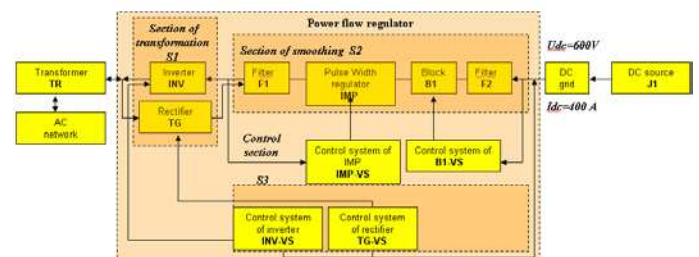 Power flow regulator
Section of
transformation
S1
Section of smoothing S2
Udc=600V
Transformer
TR
Inverter
INV
Filter
F1
Pulse Width
regulator
IMP
Block
B1
Filter
F2
DC
gnd
DC source
J1
Rectifier
TG
Idc=400 A
AC
network
Control
section
Control system of
IMP
IMP-VS
Control system of
B1-VS
S3
Control system
of inverter
INV-VS
Control system
of rectifier
TG-VS